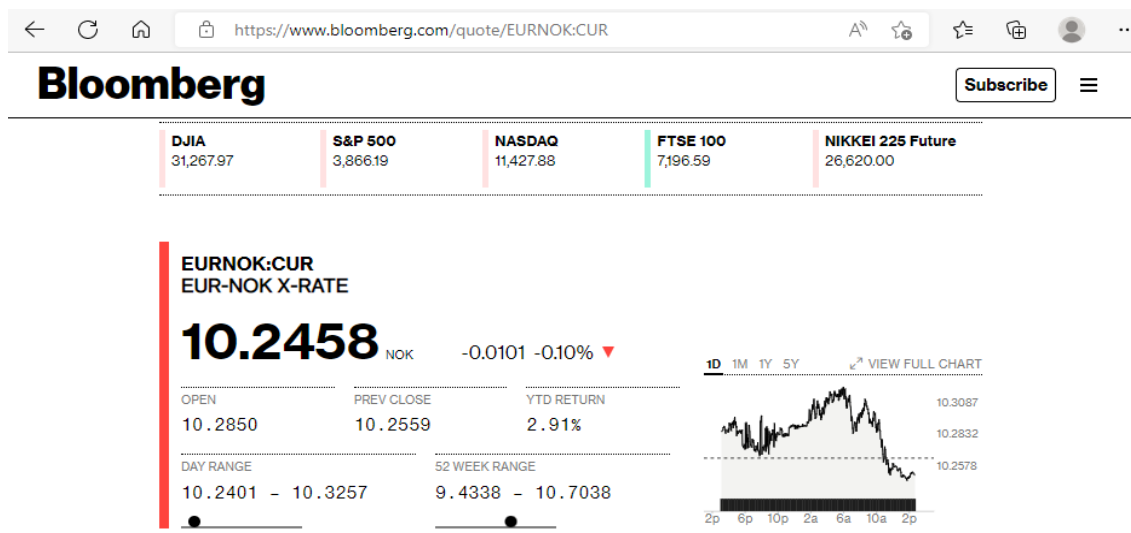 https://www.bloomberg.com/quote/EURNOK:CUR
Bloomberg
Subscribe
DJIA S&P 500 NASDAQ FTSE 100 NIKKEI 225 Future
31,267.97 3,866.19 11,427.88 7,196.59 26,620.00
EURNOK:CUR
EUR-NOK X-RATE
10.2458 NOK -0.0101 -0.10%
1D 1M 1Y 5Y VIEW FULL CHART
OPEN PREV CLOSE YTD RETURN
10.2850 10.2559 2.91%
DAY RANGE 52 WEEK RANGE
10.2401 – 10.3257 9.4338 – 10.7038
10.3087
10.2832
10.2578
2p 6p 10p 2a 6a 10a 2p